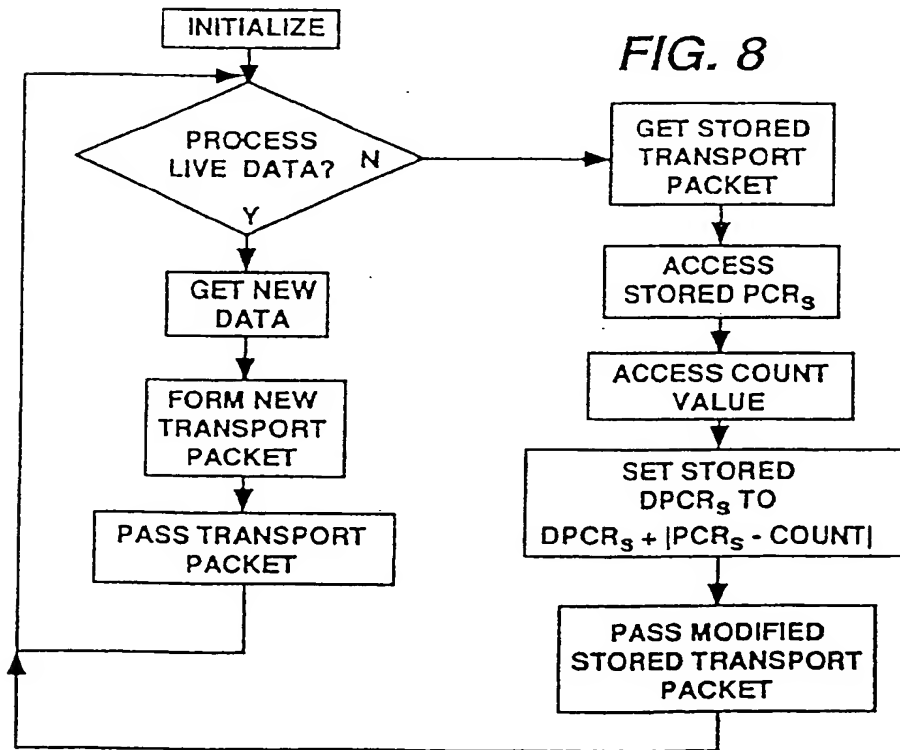 INITIALIZE
FIG. 8
PROCESS
LIVE DATA?
N
Y
GET NEW
DATA
FORM NEW
TRANSPORT
PACKET
PASS TRANSPORT
PACKET
GET STORED
TRANSPORT
PACKET
ACCESS
STORED PCRS
ACCESS COUNT
VALUE
SET STORED
DPCRS TO
DPCRS + |PCRS - COUNT|
PASS MODIFIED
STORED TRANSPORT
PACKET